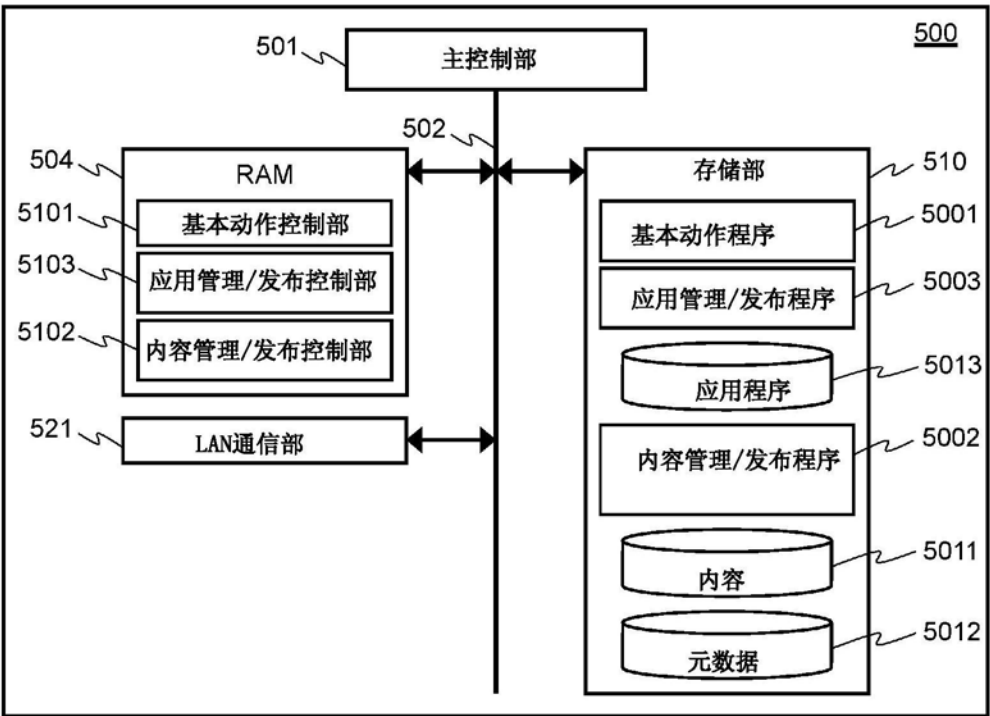 500
501
主控制部
502
504
RAM
5101
基本动作控制部
5103
应用管理/发布控制部
5102
内容管理/发布控制部
521
LAN通信部
存储部
510
基本动作程序
5001
应用管理/发布程序
5003
应用程序
5013
内容管理/发布程序
5002
内容
5011
元数据
5012